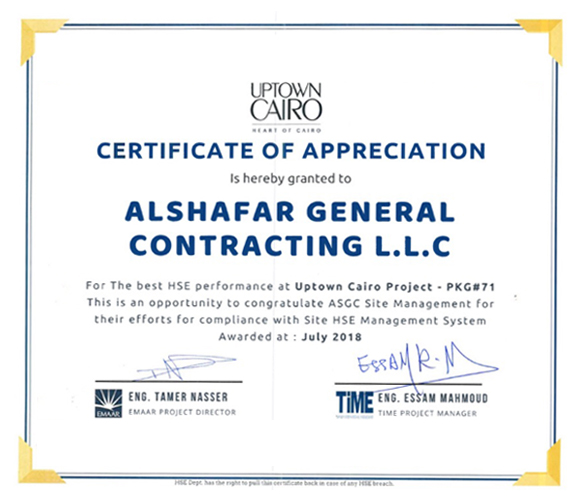 UPTOWN
CAIRO
HEART OF CAIRO
CERTIFICATE OF APPRECIATION
Is hereby granted to
ALSHAFAR GENERAL
CONTRACTING L.L.C
For The best HSE performance at Uptown Cairo Project - PKG#71
This is an opportunity to congratulate ASGC Site Management for
their efforts for compliance with Site HSE Management System
Awarded at : July 2018
ESSAM R.M
EMAAR
ENG. TAMER NASSER
EMAAR PROJECT DIRECTOR
TiME
ENG. ESSAM MAHMOUD
TIME PROJECT MANAGER
HSE Dept. has the right to pull this certificate back in case of any HSE breach.